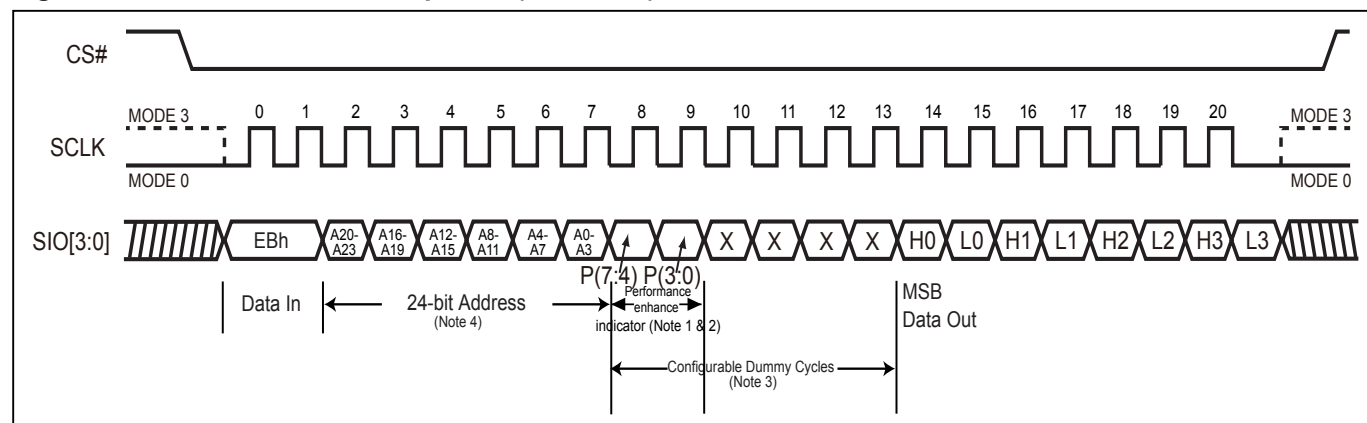 CS#
MODE 3 0 1 2 3 4 5 6 7 8 9 10 11 12 13 14 15 16 17 18 19 20 MODE 3
SCLK
MODE 0 MODE 0
SIO[3:0] EBh A20-A23 A16-A19 A12-A15 A8-A11 A4-A7 A0-A3 X X X X H0 L0 H1 L1 H2 L2 H3 L3
P(7:4) P(3:0)
Data In 24-bit Address
(Note 4)
Performance
enhance
indicator (Note 1 & 2)
MSB
Data Out
Configurable Dummy Cycles
(Note 3)